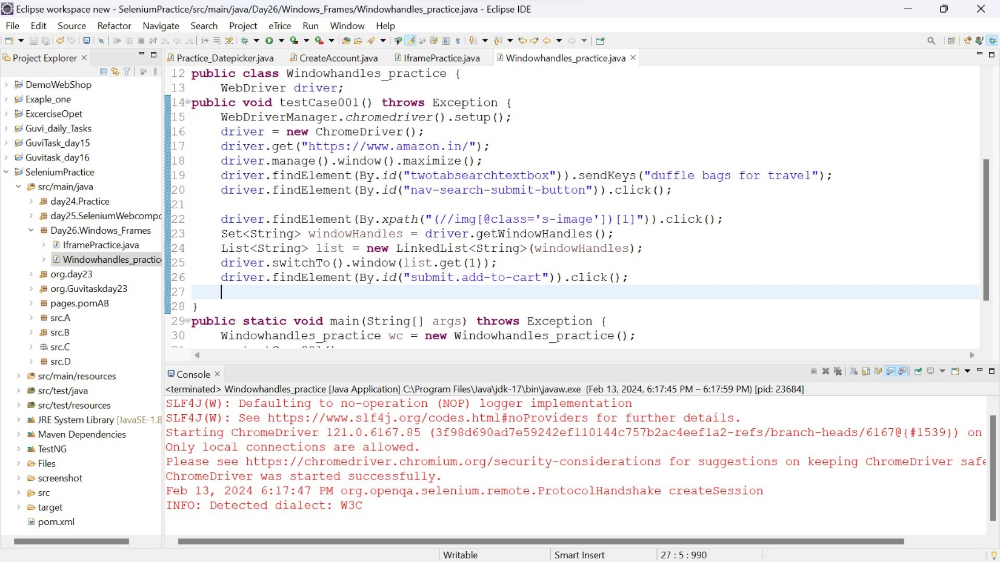 Eclipse workspace new - SeleniumPractice/src/main/java/Day26/Windows_Frames/Windowhandles_practice.java - Eclipse IDE
File Edit Source Refactor Navigate Search Project eTrice Run Window Help
Project Explorer
DemoWebShop
Exaple_one
ExcerciseOpet
Guvi_daily_Tasks
GuviTask_day15
Guvitask_day16
SeleniumPractice
src/main/java
day24.Practice
day25.SeleniumWebcompo
Day26.Windows_Frames
IframePractice.java
Windowhandles_practice
org.day23
org.Guvitaskday23
pages.pomAB
src.A
src.B
src.C
src.D
src/main/resources
src/test/java
src/test/resources
JRE System Library [JavaSE-1.8
Maven Dependencies
TestNG
Files
screenshot
src
target
pom.xml
Practice_Datepicker.java CreateAccount.java IframePractice.java Windowhandles_practice.java
12 public class Windowhandles_practice {
13 WebDriver driver;
14 public void testCase001() throws Exception {
15 WebDriverManager.chromedriver().setup();
16 driver = new ChromeDriver();
17 driver.get("https://www.amazon.in/");
18 driver.manage().window().maximize();
19 driver.findElement(By.id("twotabsearchtextbox")).sendKeys("duffle bags for travel");
20 driver.findElement(By.id("nav-search-submit-button")).click();
21
22 driver.findElement(By.xpath("(//img[@class='s-image'])[1]")).click();
23 Set<String> windowHandles = driver.getWindowHandles();
24 List<String> list = new LinkedList<String>(windowHandles);
25 driver.switchTo().window(list.get(1));
26 driver.findElement(By.id("submit.add-to-cart")).click();
27
28 }
29 public static void main(String[] args) throws Exception {
30 Windowhandles_practice wc = new Windowhandles_practice();
Console
<terminated> Windowhandles_practice [Java Application] C:\Program Files\Java\jdk-17\bin\javaw.exe (Feb 13, 2024, 6:17:45 PM – 6:17:59 PM) [pid: 23684]
SLF4J(W): Defaulting to no-operation (NOP) logger implementation
SLF4J(W): See https://www.slf4j.org/codes.html#noProviders for further details.
Starting ChromeDriver 121.0.6167.85 (3f98d690ad7e59242ef110144c757b2ac4eef1a2-refs/branch-heads/6167@{#1539}) on
Only local connections are allowed.
Please see https://chromedriver.chromium.org/security-considerations for suggestions on keeping ChromeDriver safe
ChromeDriver was started successfully.
Feb 13, 2024 6:17:47 PM org.openqa.selenium.remote.ProtocolHandshake createSession
INFO: Detected dialect: W3C
Writable Smart Insert 27 : 5 : 990